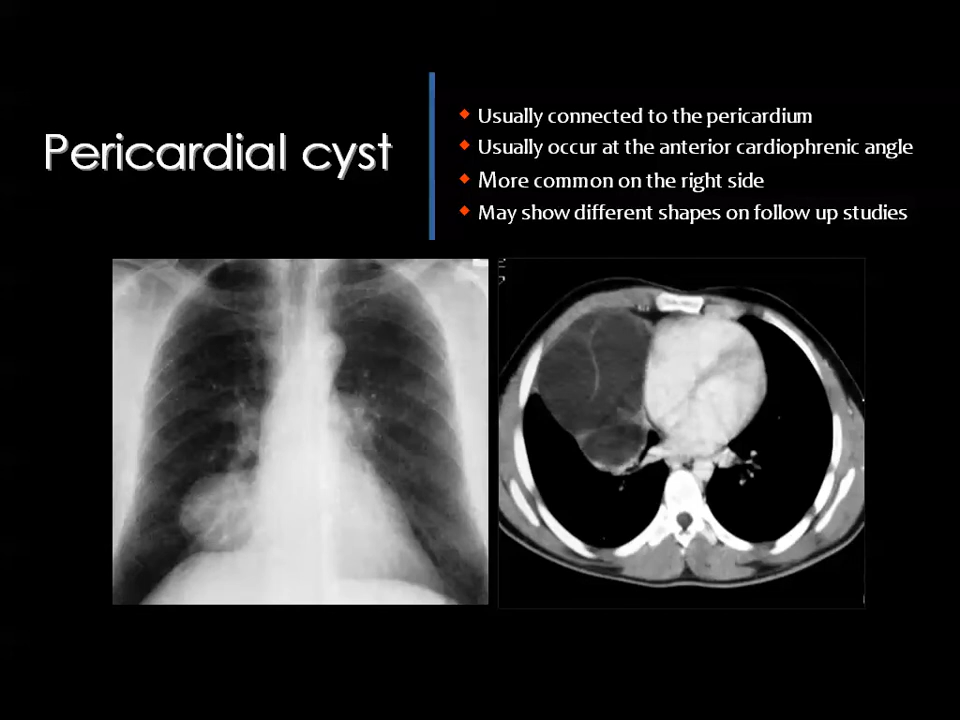 Pericardial cyst
Usually connected to the pericardium
Usually occur at the anterior cardiophrenic angle
More common on the right side
May show different shapes on follow up studies